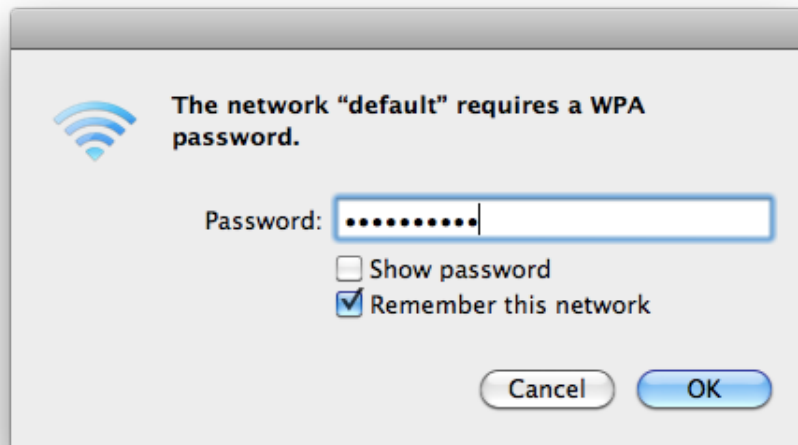 The network “default” requires a WPA
password.
Password: ••••••••••
Show password
Remember this network
Cancel OK